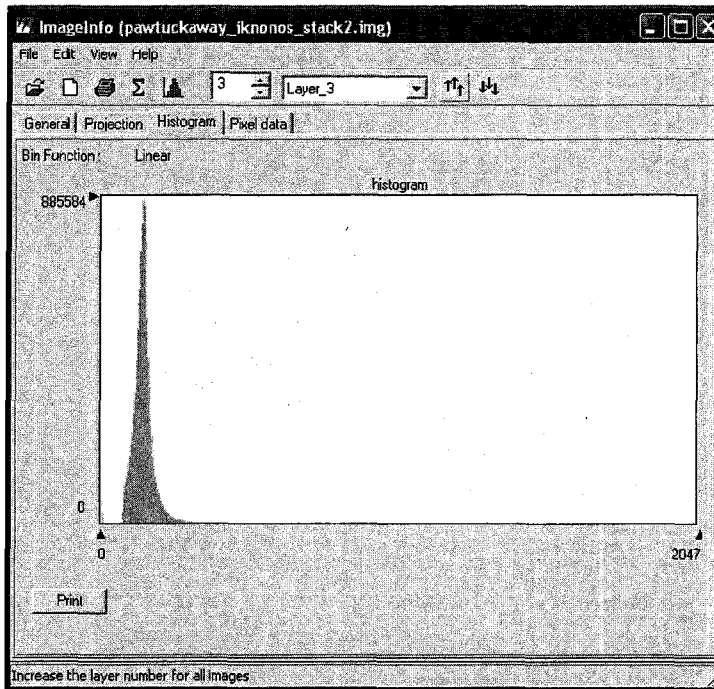 ImageInfo (pawtuckaway_iknonos_stack2.img)
File Edit View Help
3 Layer_3
General Projection Histogram Pixel data
Bin Function: Linear
histogram
885584
0
0 2047
Print
Increase the layer number for all images